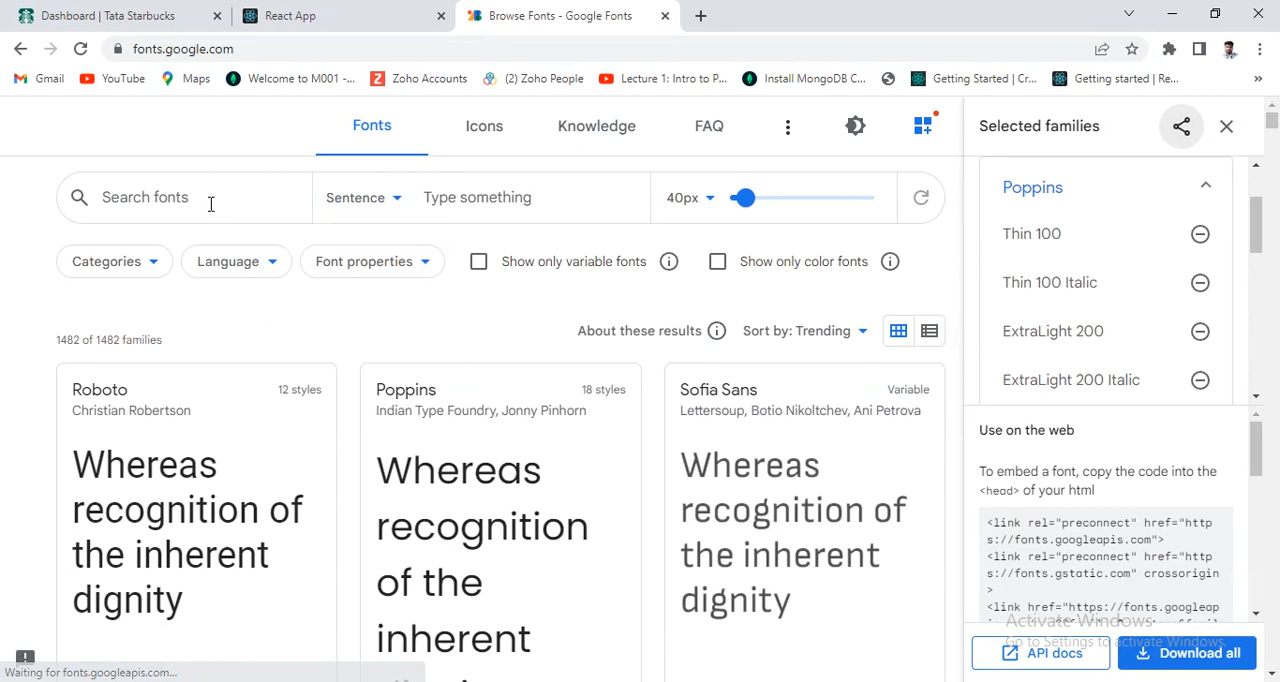 Dashboard | Tata Starbucks
React App
Browse Fonts - Google Fonts
fonts.google.com
Gmail
YouTube
Maps
Welcome to M001 -...
Zoho Accounts
(2) Zoho People
Lecture 1: Intro to P...
Install MongoDB C...
Getting Started | Cr...
Getting started | Re...
Fonts
Icons
Knowledge
FAQ
Selected families
Search fonts
Sentence
Type something
40px
Poppins
Thin 100
Thin 100 Italic
ExtraLight 200
ExtraLight 200 Italic
Categories
Language
Font properties
Show only variable fonts
Show only color fonts
1482 of 1482 families
About these results
Sort by: Trending
Roboto
12 styles
Christian Robertson
Whereas
recognition of
the inherent
dignity
Poppins
18 styles
Indian Type Foundry, Jonny Pinhorn
Whereas
recognition
of the
inherent
Sofia Sans
Variable
Lettersoup, Botio Nikoltchev, Ani Petrova
Whereas
recognition of
the inherent
dignity
Use on the web
To embed a font, copy the code into the
<head> of your html
<link rel="preconnect" href="http
s://fonts.googleapis.com">
<link rel="preconnect" href="http
s://fonts.gstatic.com" crossorigin
>
<link href="https://fonts.googleap
Activate Windows
Go to Settings to activate Windows.
API docs
Download all
Waiting for fonts.googleapis.com...